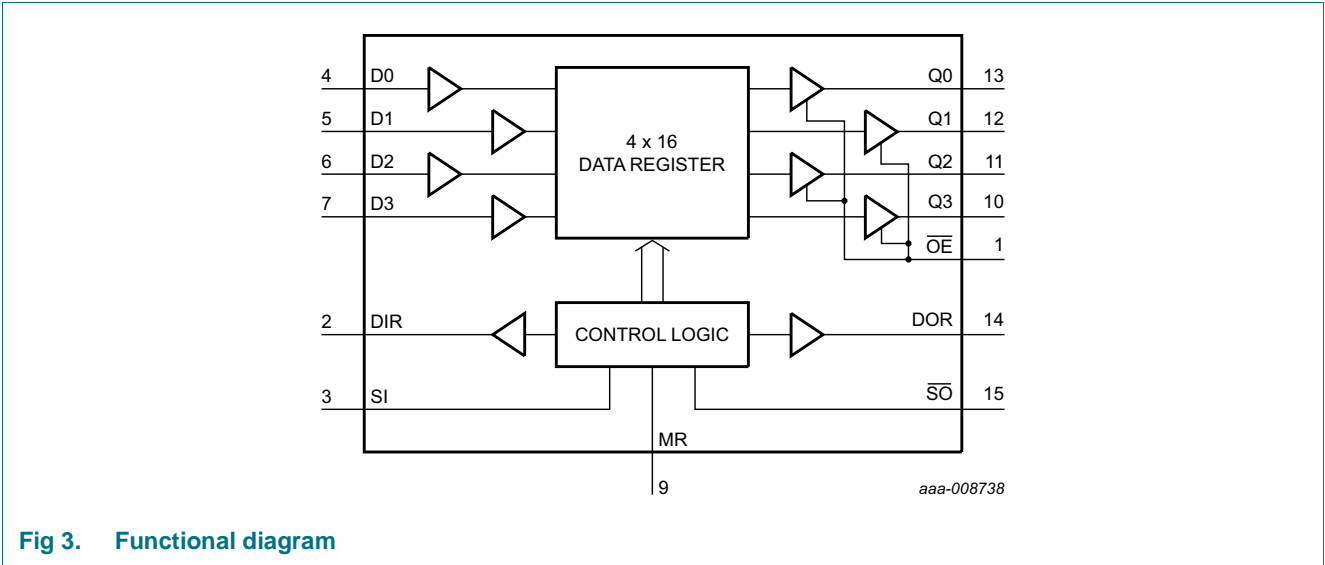 4 D0 Q0 13
5 D1 Q1 12
6 D2 Q2 11
7 D3 Q3 10
4 x 16
DATA REGISTER
O̅E̅ 1
2 DIR CONTROL LOGIC DOR 14
3 SI S̅O̅ 15
MR
9
aaa-008738
Fig 3. Functional diagram